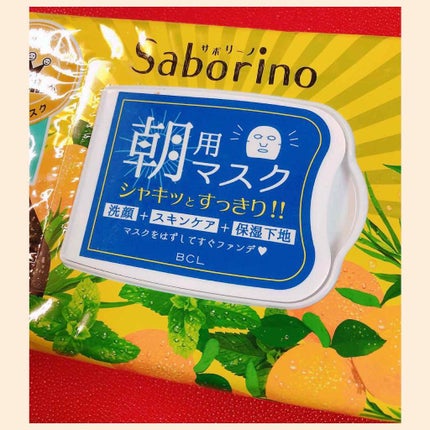 サボリーノ
Saborino
朝用マスク
シャキッとすっきり!!
洗顔+スキンケア+保湿下地
マスクをはずしてすぐファンデ♥
BCL
スク